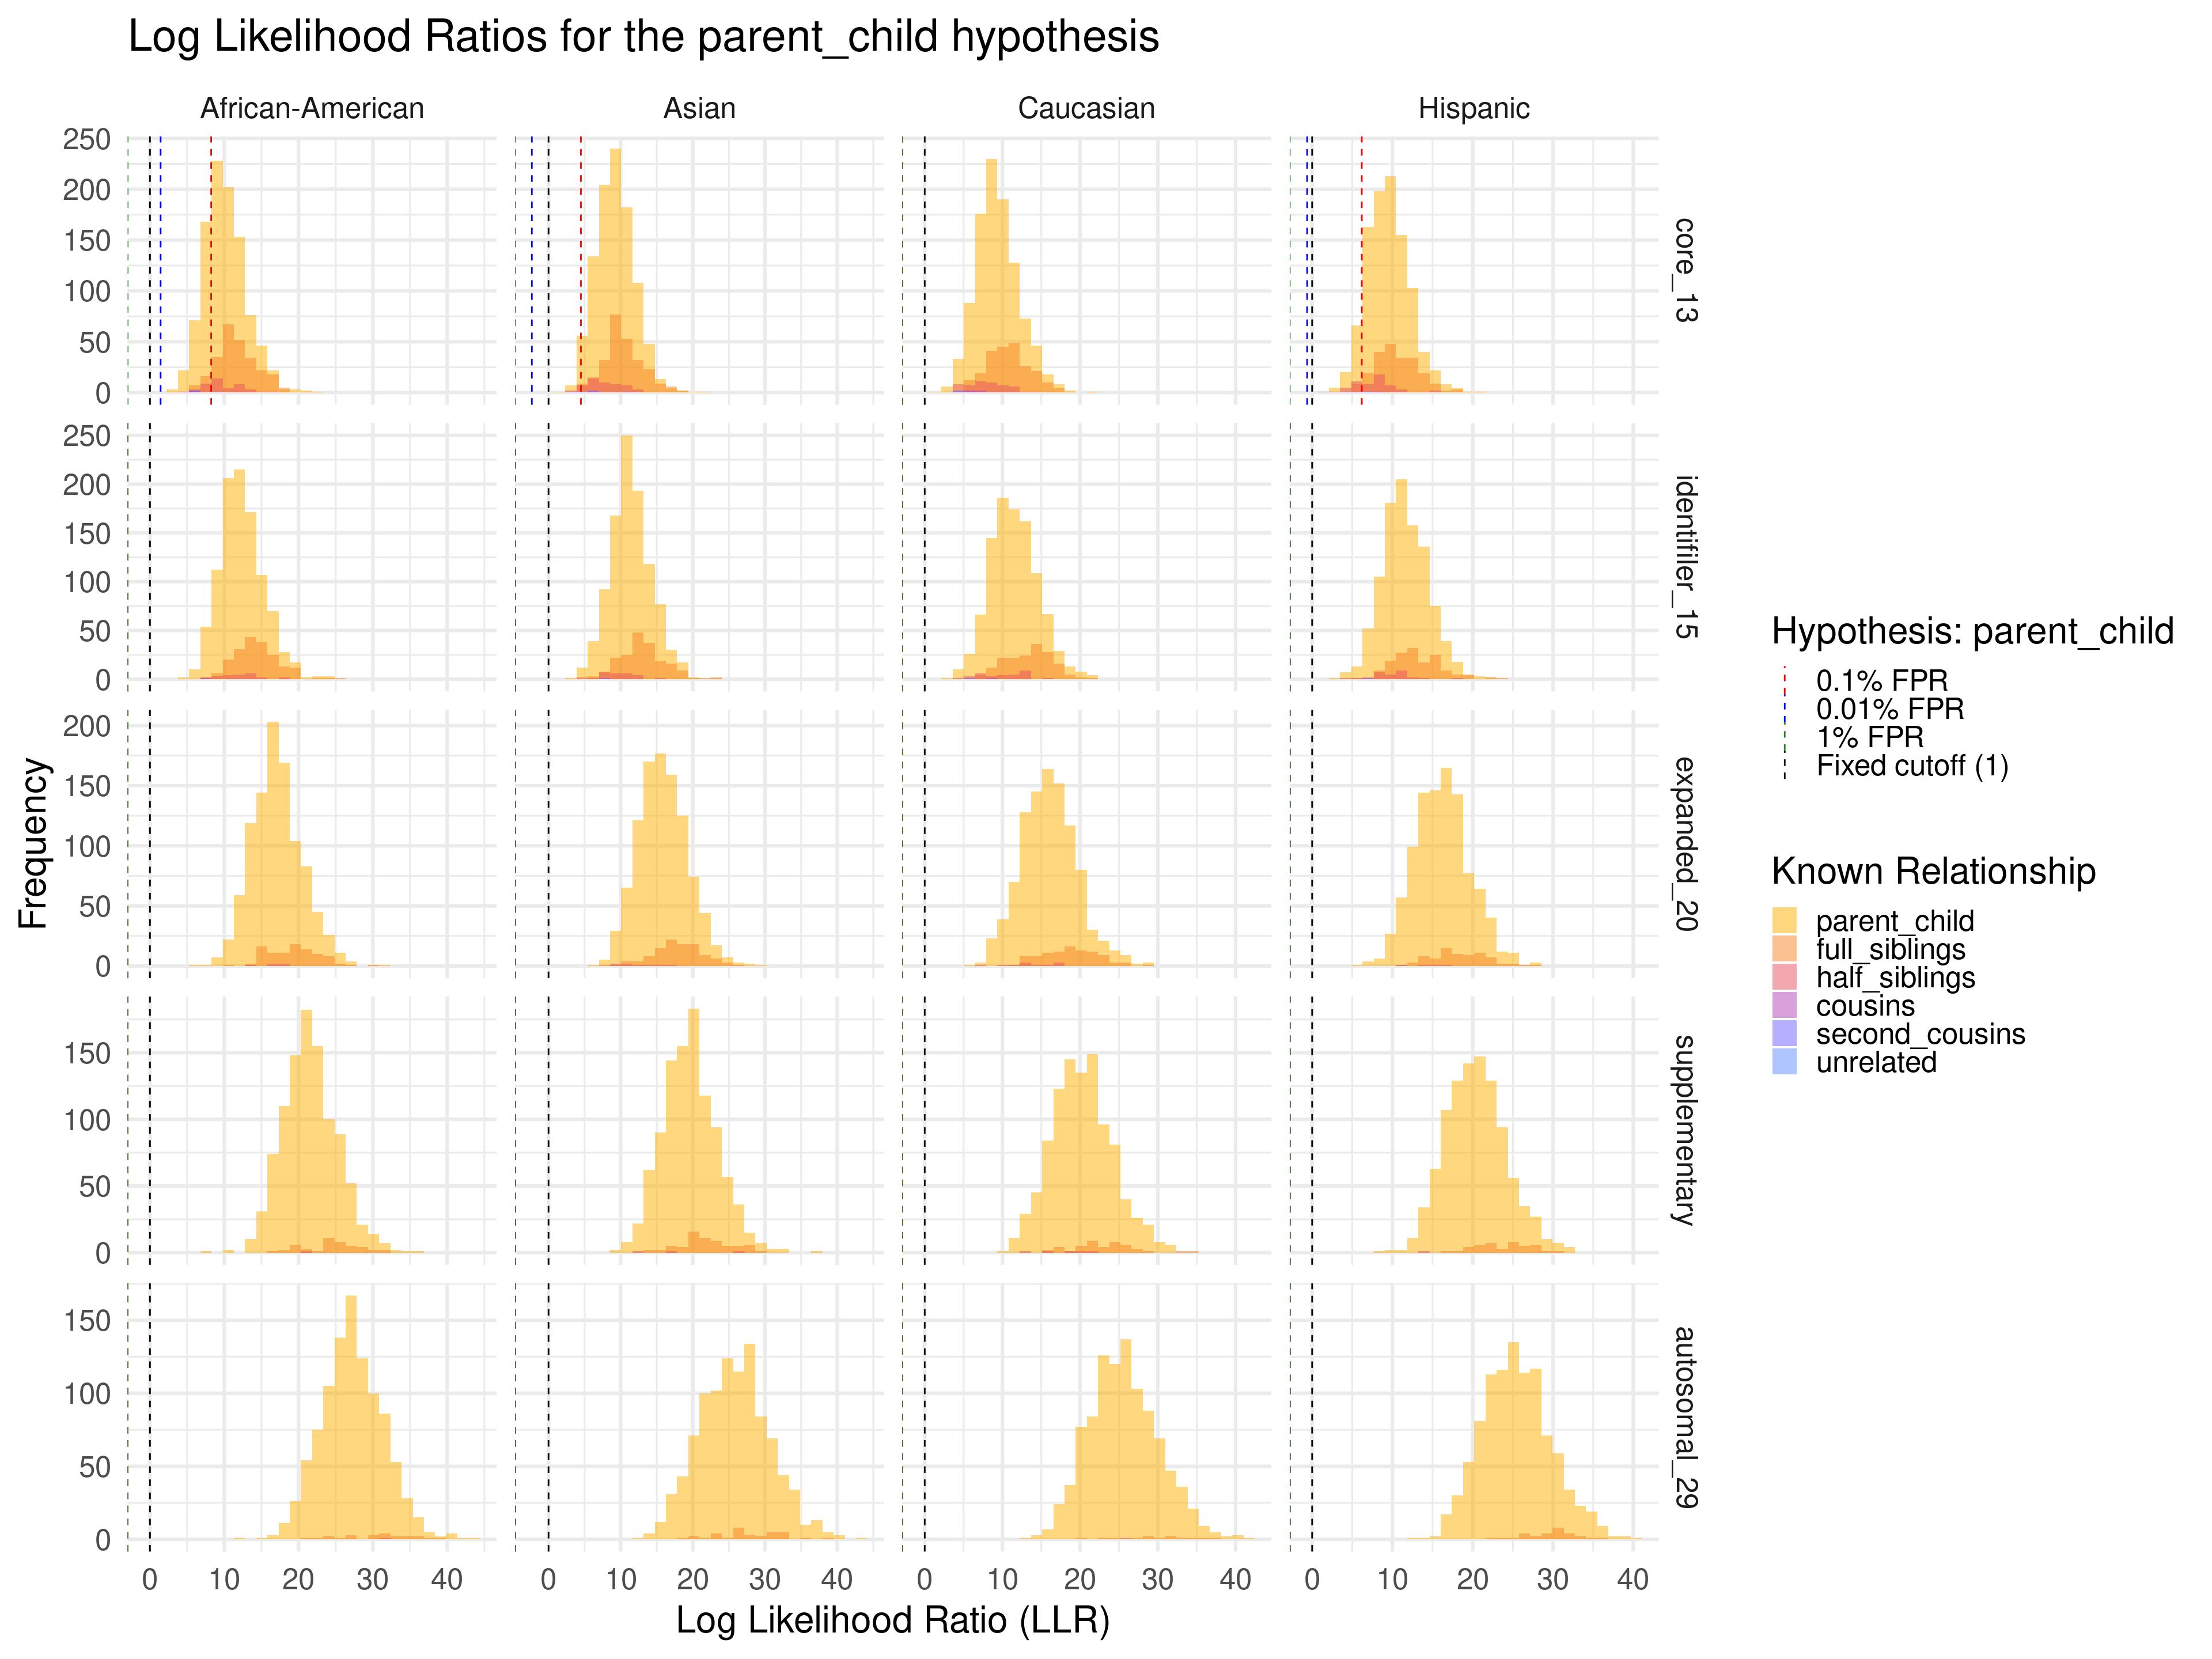 Log Likelihood Ratios for the parent_child hypothesis
African-American Asian Caucasian Hispanic
250
200
150
100
50
0
core_13
250
200
150
100
50
0
identifiler_15
200
150
100
50
0
expanded_20
150
100
50
0
supplementary
150
100
50
0
autosomal_29
Frequency
0 10 20 30 40 0 10 20 30 40 0 10 20 30 40 0 10 20 30 40
Log Likelihood Ratio (LLR)
Hypothesis: parent_child
0.1% FPR
0.01% FPR
1% FPR
Fixed cutoff (1)
Known Relationship
parent_child
full_siblings
half_siblings
cousins
second_cousins
unrelated